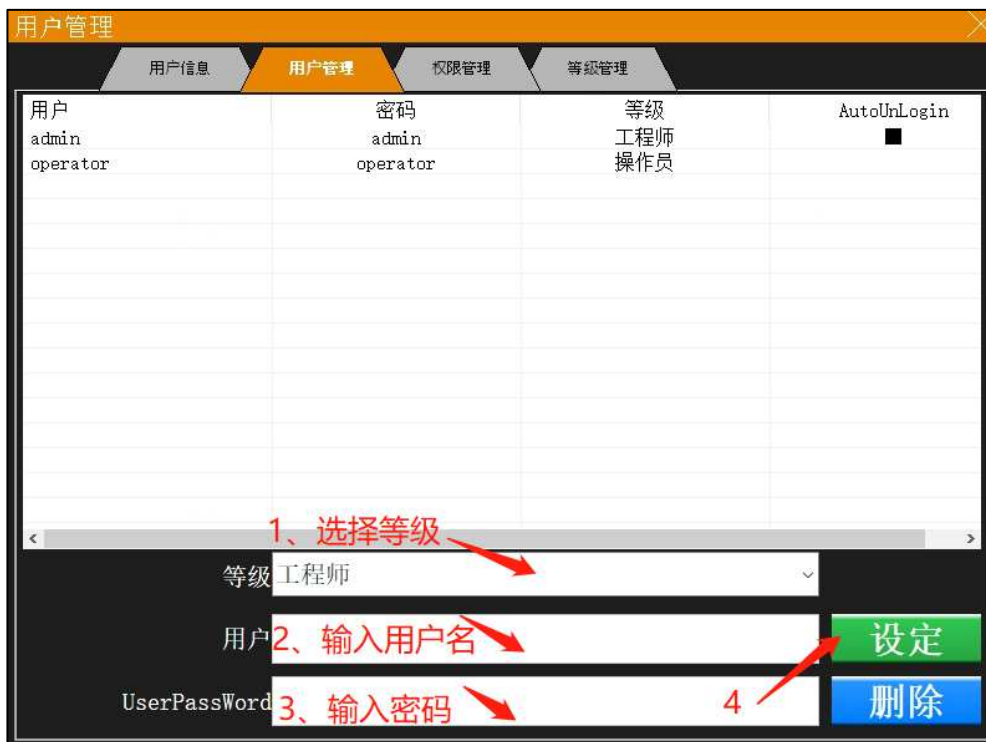 用户管理
用户信息 用户管理 权限管理 等级管理
用户 密码 等级 AutoUnLogin
admin admin 工程师
operator operator 操作员
1、选择等级
等级 工程师
用户 2、输入用户名 设定
UserPassWord 3、输入密码 4 删除